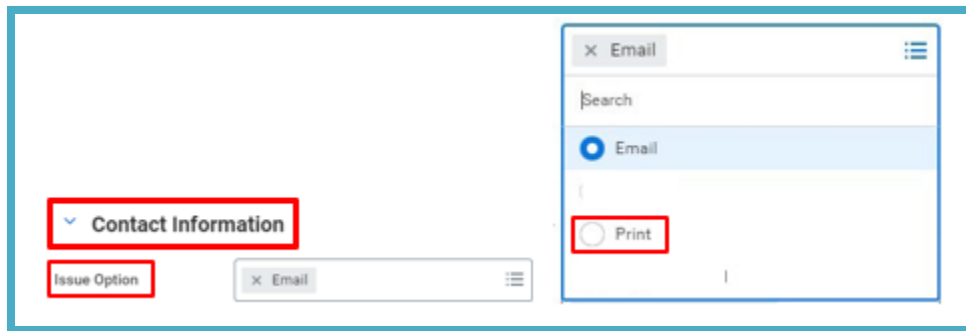 Contact Information
Issue Option
× Email
× Email
Search
Email
Print